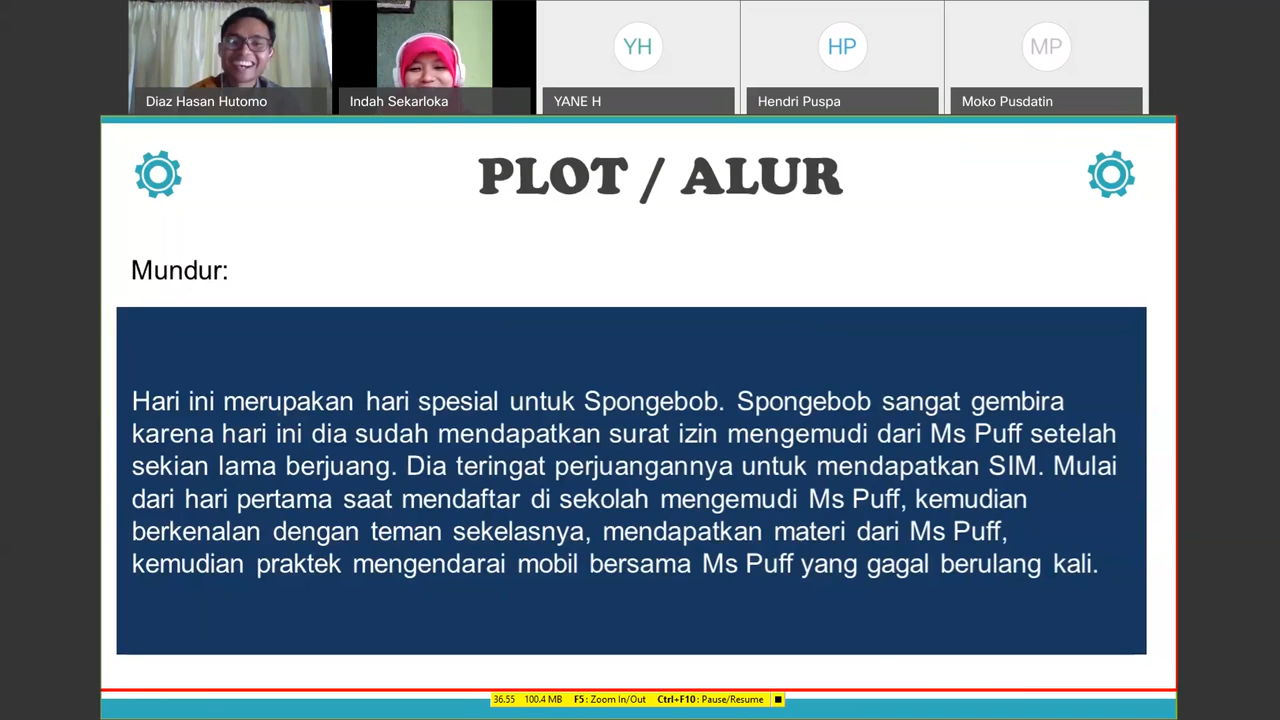 YH
HP
MP
Diaz Hasan Hutomo
Indah Sekarloka
YANE H
Hendri Puspa
Moko Pusdatin
PLOT / ALUR
Mundur:
Hari ini merupakan hari spesial untuk Spongebob. Spongebob sangat gembira
karena hari ini dia sudah mendapatkan surat izin mengemudi dari Ms Puff setelah
sekian lama berjuang. Dia teringat perjuangannya untuk mendapatkan SIM. Mulai
dari hari pertama saat mendaftar di sekolah mengemudi Ms Puff, kemudian
berkenalan dengan teman sekelasnya, mendapatkan materi dari Ms Puff,
kemudian praktek mengendarai mobil bersama Ms Puff yang gagal berulang kali.
36.55 100.4 MB F5: Zoom In/Out Ctrl+F10: Pause/Resume